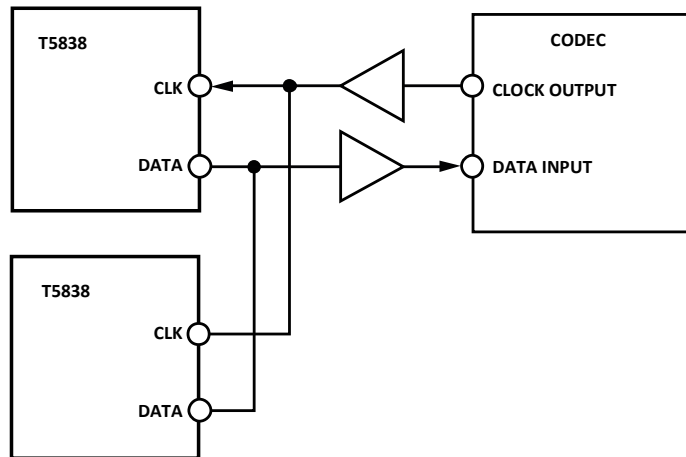 T5838
CLK
DATA
CODEC
CLOCK OUTPUT
DATA INPUT
T5838
CLK
DATA